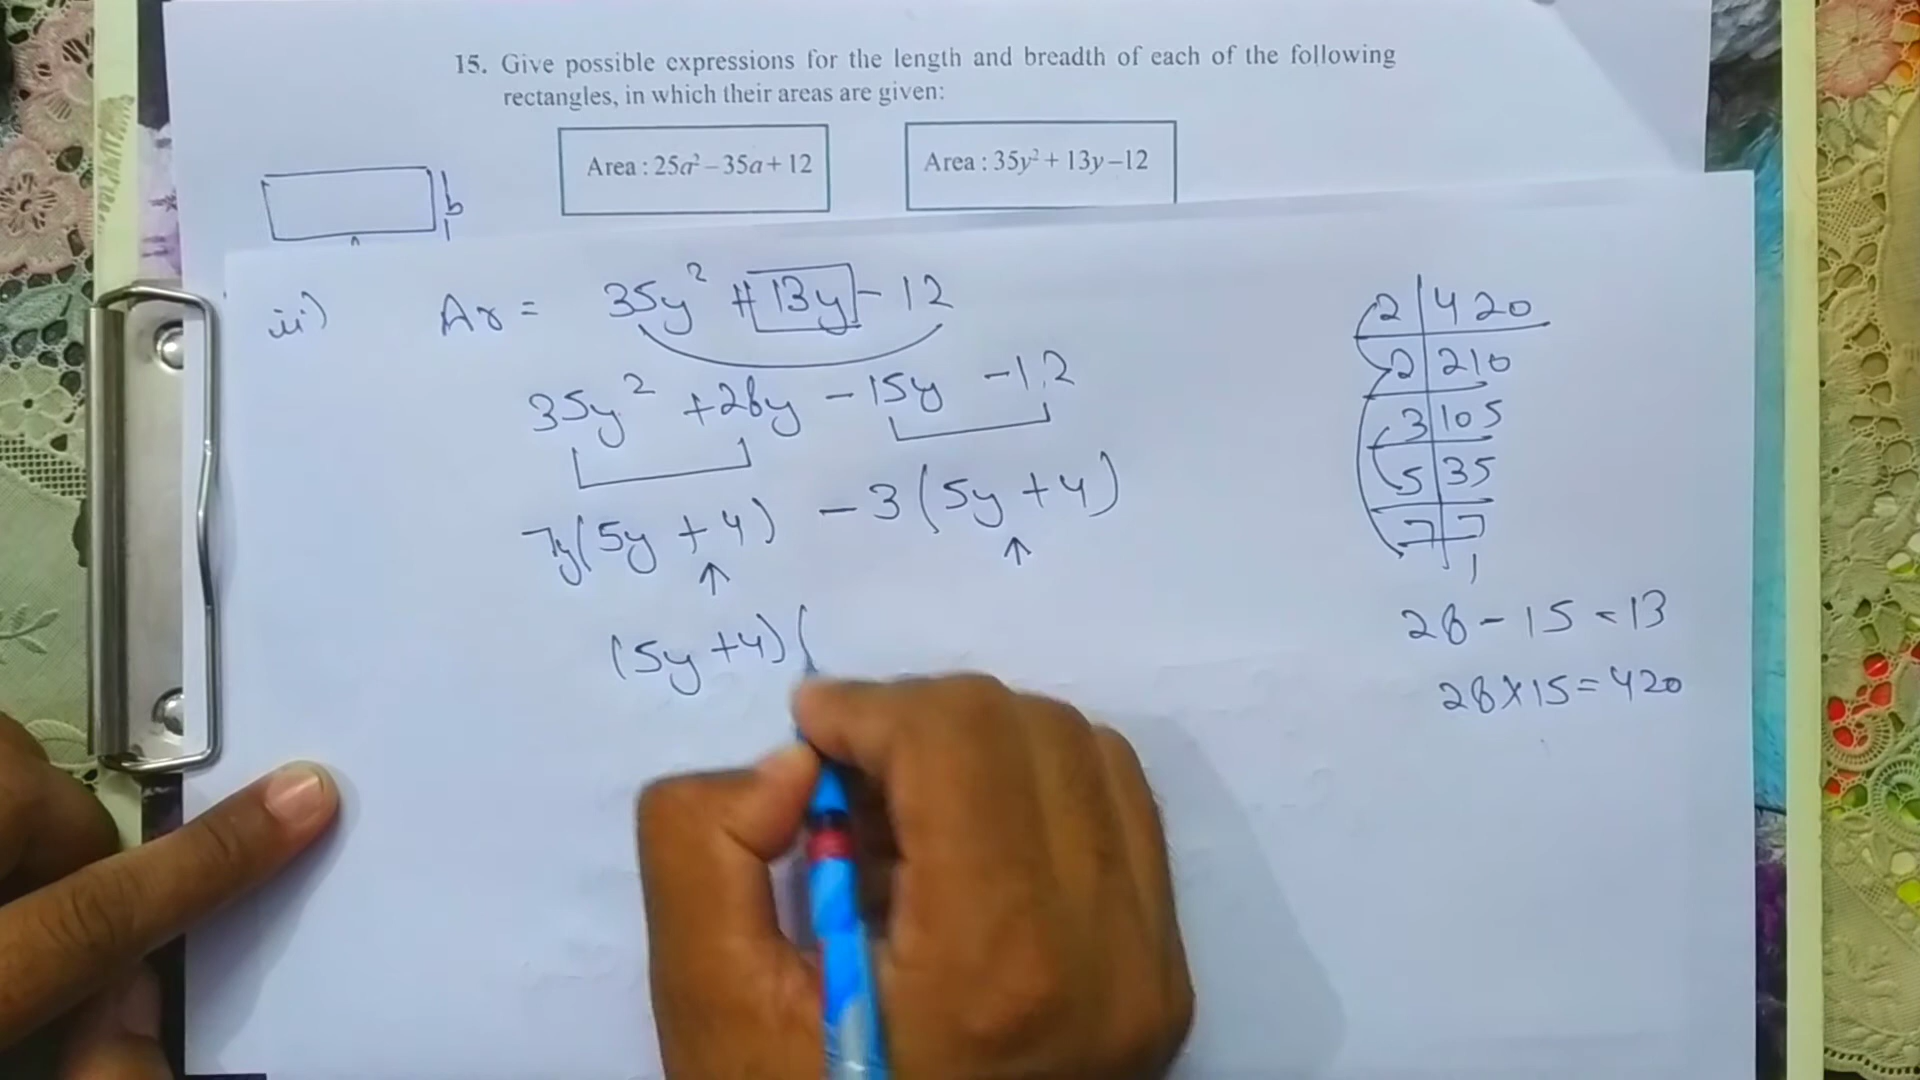 15. Give possible expressions for the length and breadth of each of the following
rectangles, in which their areas are given:
Area : 25a² – 35a + 12
Area : 35y² + 13y –12
b
ii) Ar = 35y² + 13y - 12
35y² +28y - 15y - 12
7y(5y + 4) - 3(5y + 4)
(5y +4)(
2 | 420
2 | 210
3 | 105
5 | 35
7 | 7
1
28 - 15 = 13
28 × 15 = 420